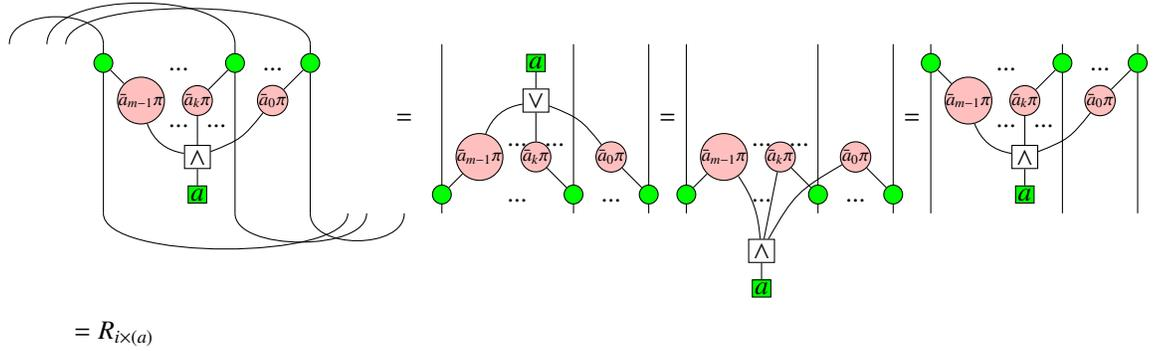 ... ... a ... ...
ā_{m−1}π ā_kπ ā_0π ∨ ā_{m−1}π ā_kπ ā_0π
... ... = = = ... ...
... ... ... ...
∧ ā_{m−1}π ā_kπ ā_0π ā_{m−1}π ā_kπ ā_0π ∧
a ... ... ... ... a
∧
a
= R_{i×(a)}